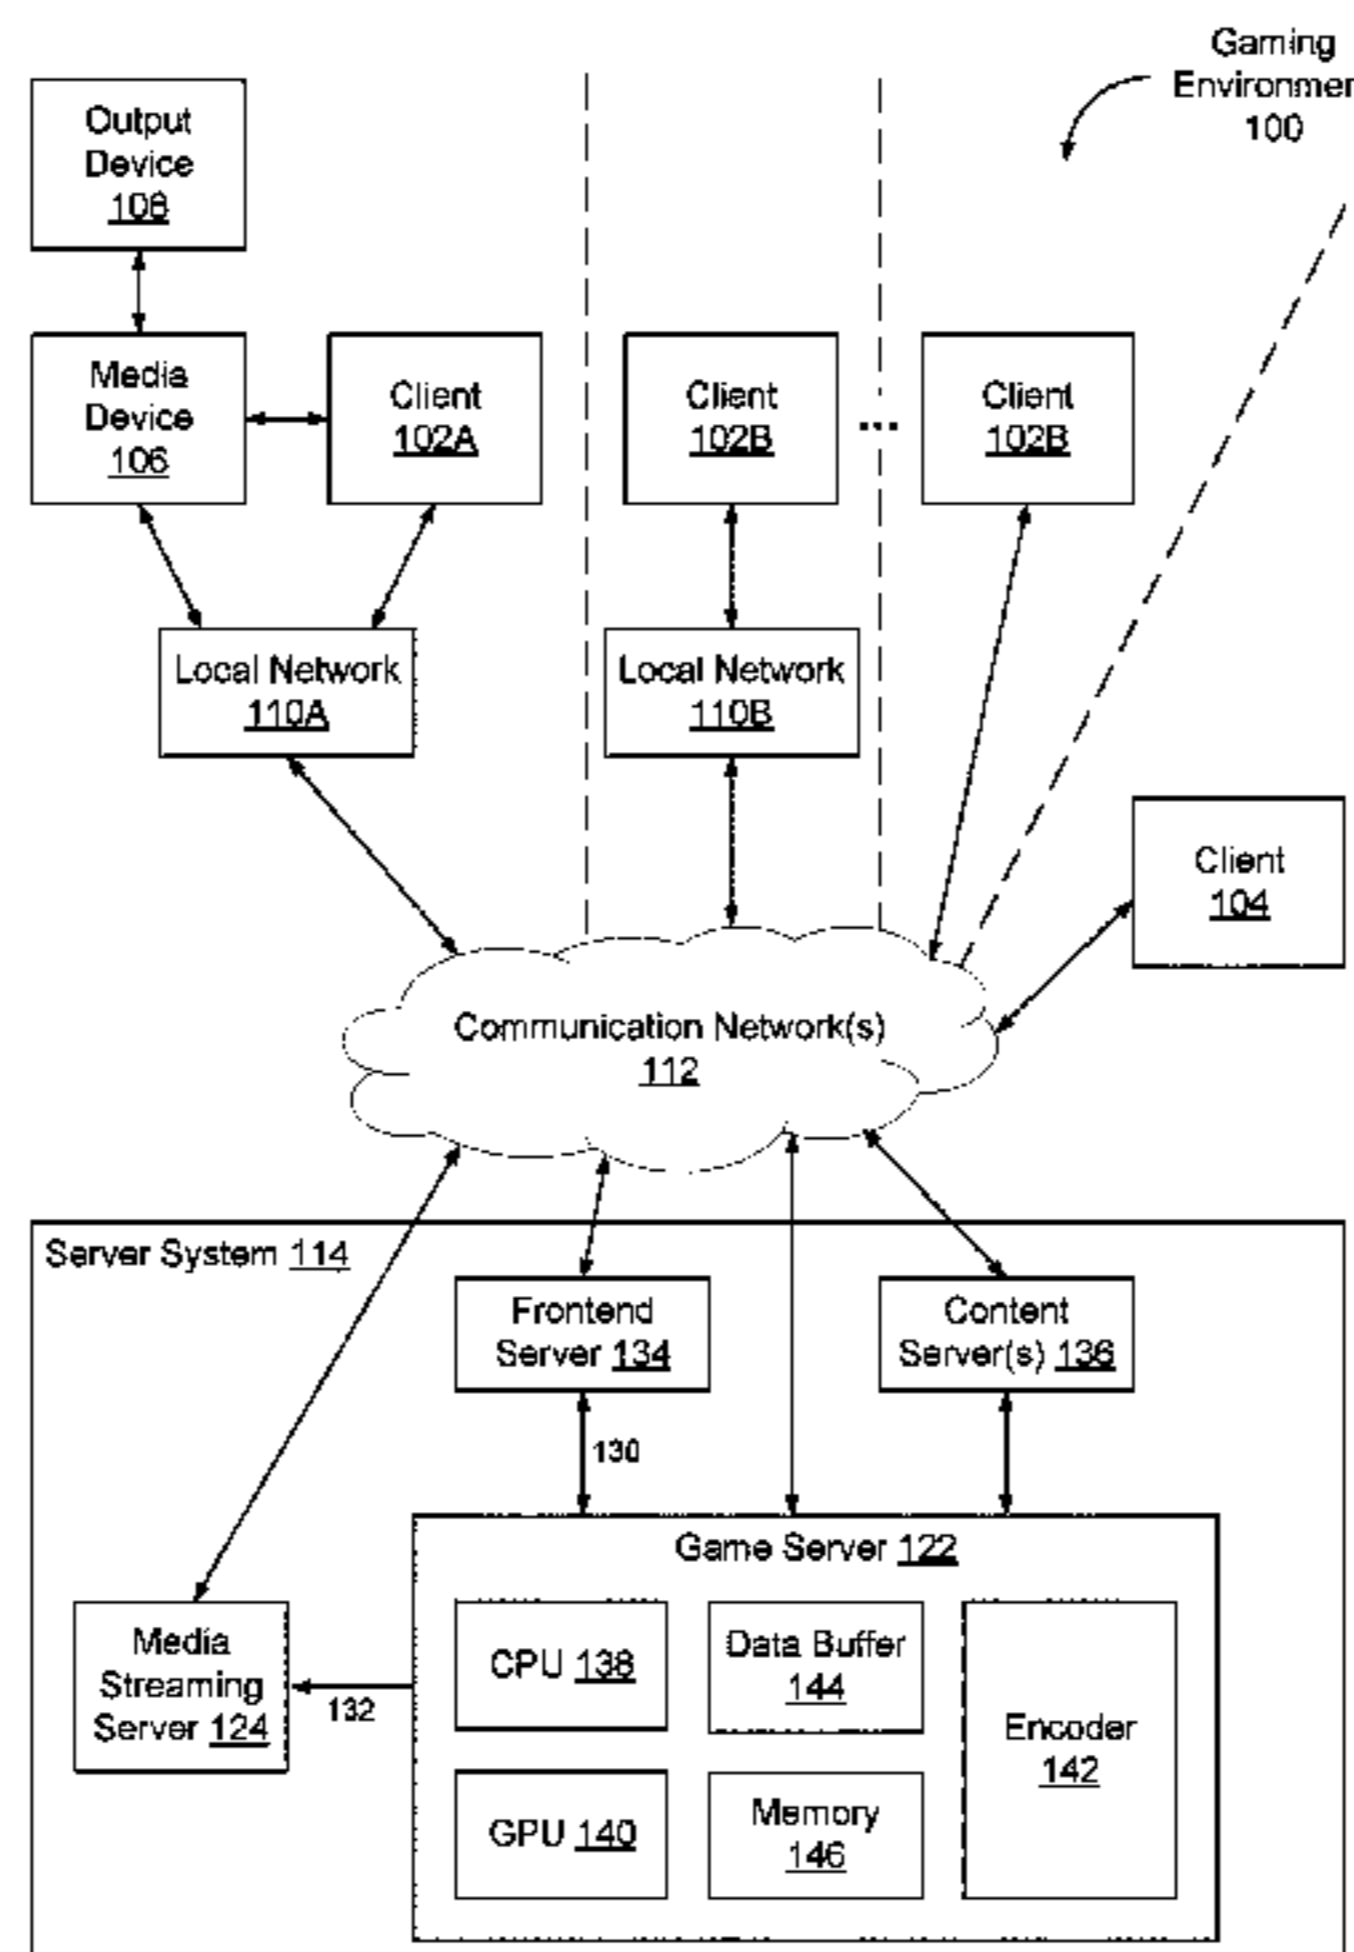 Gaming
Environmen
100
Output
Device
108
Media
Device
106
Client
102A
Client
102B
...
Client
102B
Local Network
110A
Local Network
110B
Client
104
Communication Network(s)
112
Server System 114
Frontend
Server 134
Content
Server(s) 136
130
Game Server 122
Media
Streaming
Server 124
132
CPU 138
Data Buffer
144
Encoder
142
GPU 140
Memory
146